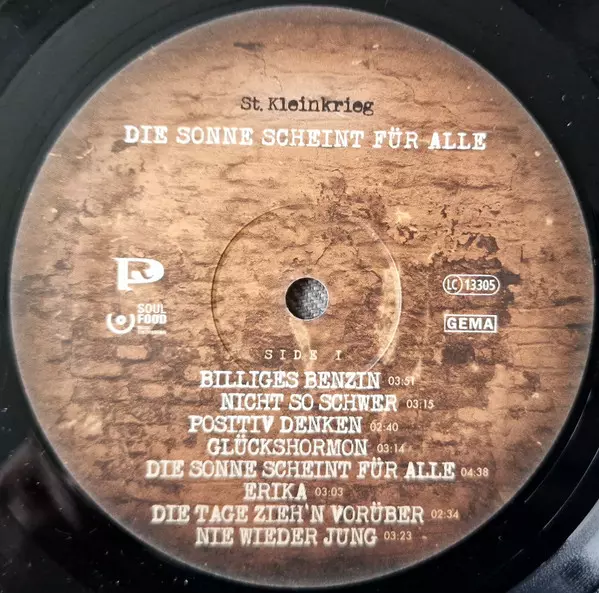 St. Kleinkrieg
DIE SONNE SCHEINT FÜR ALLE
PR
LC 13305
SOUL
FOOD
GEMA
SIDE I
BILLIGES BENZIN 03:51
NICHT SO SCHWER 03:15
POSITIV DENKEN 02:40
GLÜCKSHORMON 03:14
DIE SONNE SCHEINT FÜR ALLE 04:38
ERIKA 03:03
DIE TAGE ZIEH'N VORÜBER 02:34
NIE WIEDER JUNG 03:23